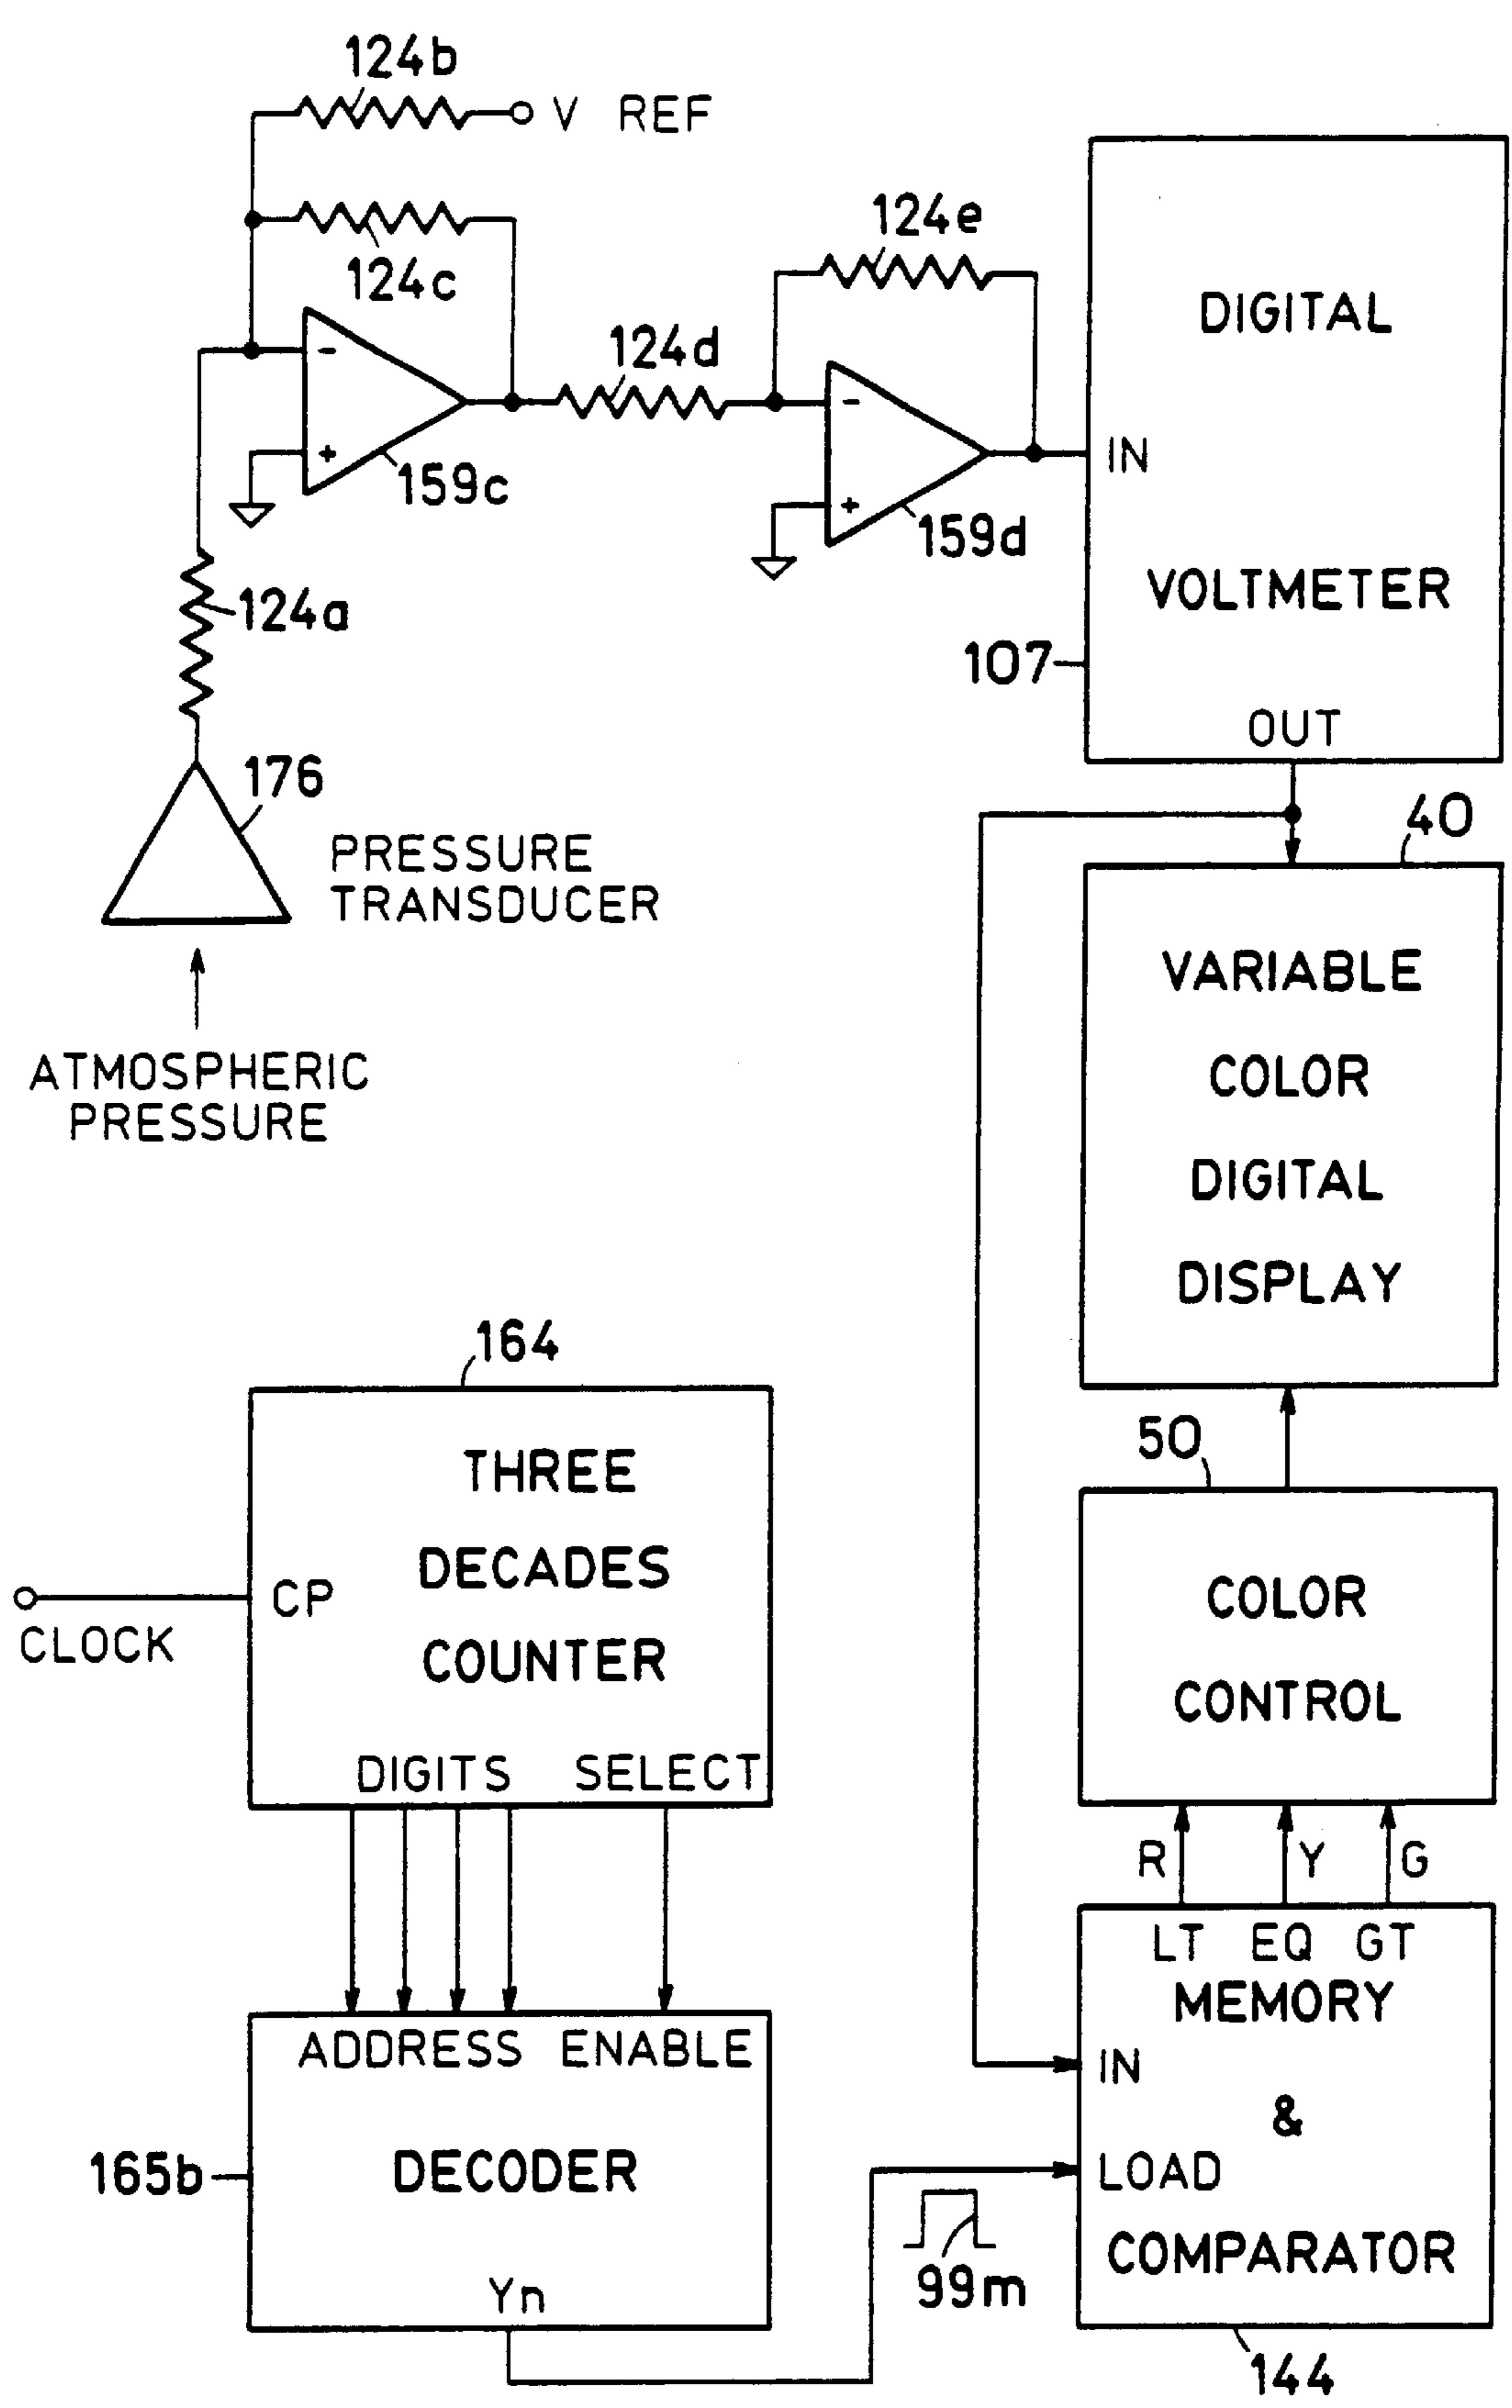 124b
V REF
124c
124e
DIGITAL
124d
-
+
159c
-
+
159d
IN
VOLTMETER
124a
107
OUT
176
PRESSURE
TRANSDUCER
40
ATMOSPHERIC
PRESSURE
VARIABLE
COLOR
DIGITAL
DISPLAY
164
THREE
DECADES
COUNTER
CP
CLOCK
DIGITS SELECT
50
COLOR
CONTROL
R Y G
LT EQ GT
MEMORY
&
COMPARATOR
IN
LOAD
ADDRESS ENABLE
165b
DECODER
Yn
99m
144